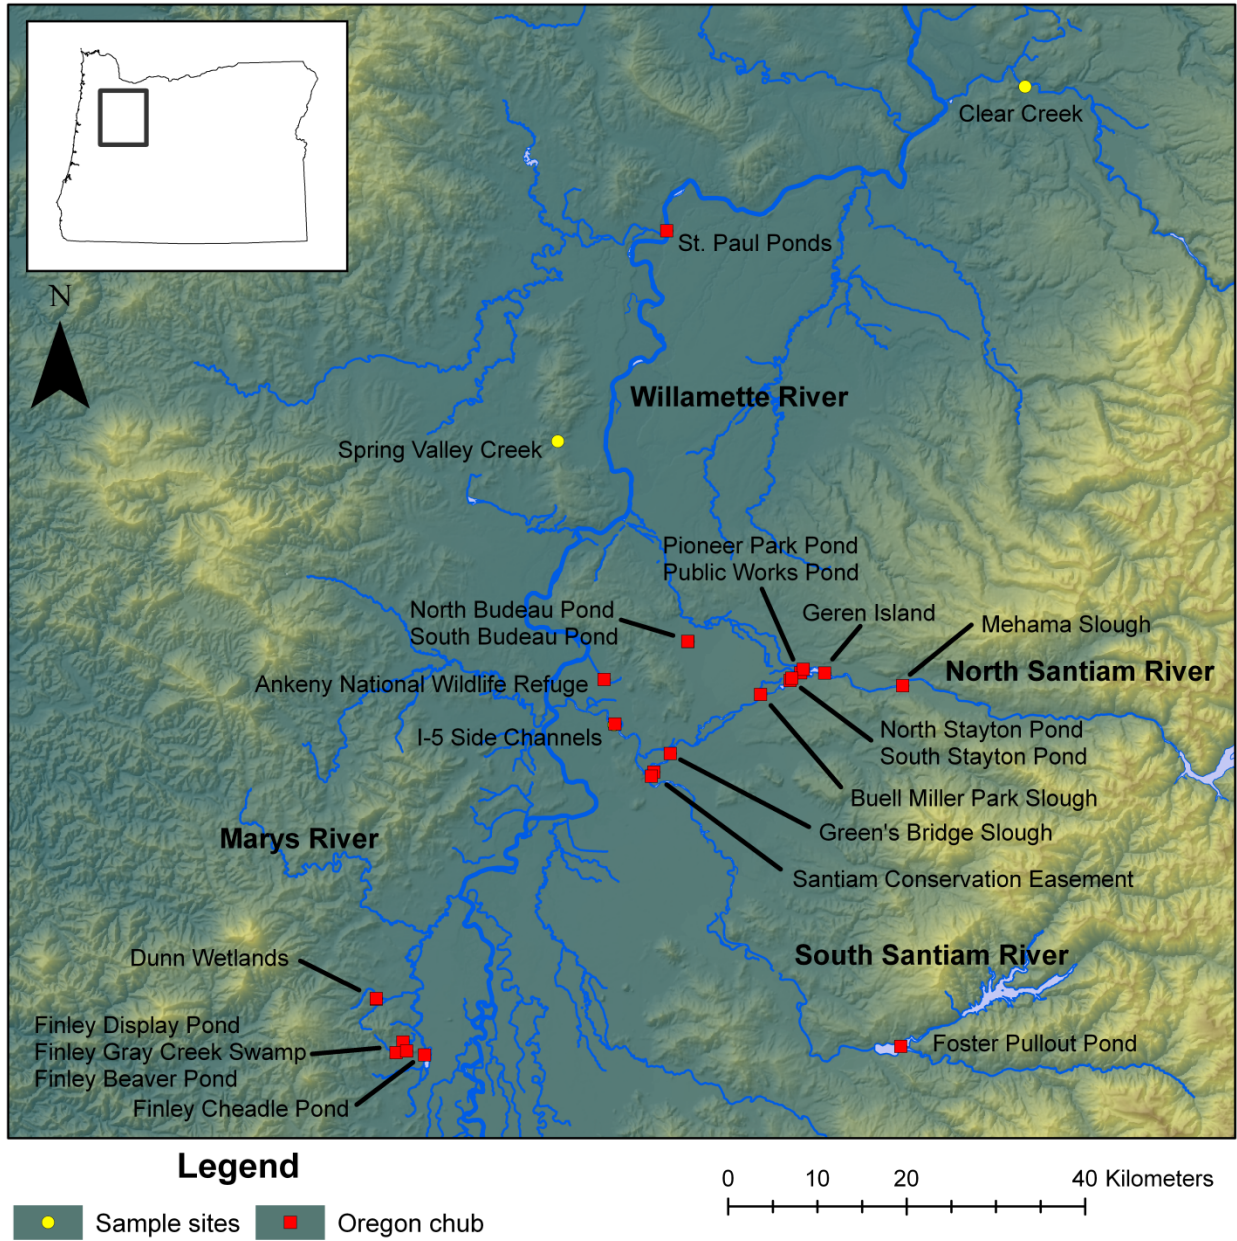 Clear Creek
St. Paul Ponds
N
Willamette River
Spring Valley Creek
Pioneer Park Pond
Public Works Pond
North Budeau Pond
South Budeau Pond
Geren Island
Mehama Slough
North Santiam River
Ankeny National Wildlife Refuge
I-5 Side Channels
North Stayton Pond
South Stayton Pond
Buell Miller Park Slough
Green's Bridge Slough
Marys River
Santiam Conservation Easement
South Santiam River
Dunn Wetlands
Finley Display Pond
Finley Gray Creek Swamp
Finley Beaver Pond
Finley Cheadle Pond
Foster Pullout Pond
Legend
Sample sites
Oregon chub
0 10 20 40 Kilometers